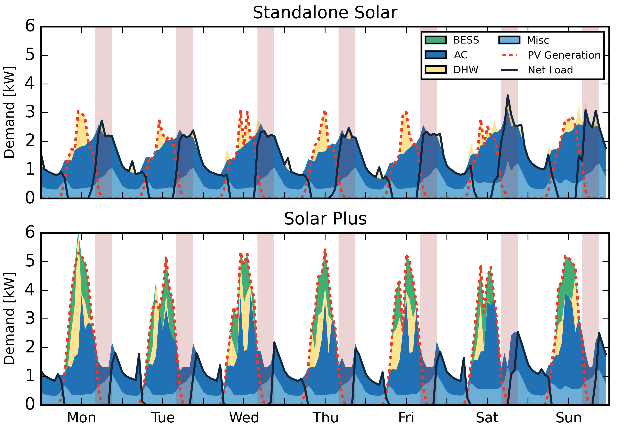 Standalone Solar
6
5
4
3
2
1
0
Demand [kW]
BESS
AC
DHW
Misc
PV Generation
Net Load
Solar Plus
6
5
4
3
2
1
0
Demand [kW]
Mon Tue Wed Thu Fri Sat Sun